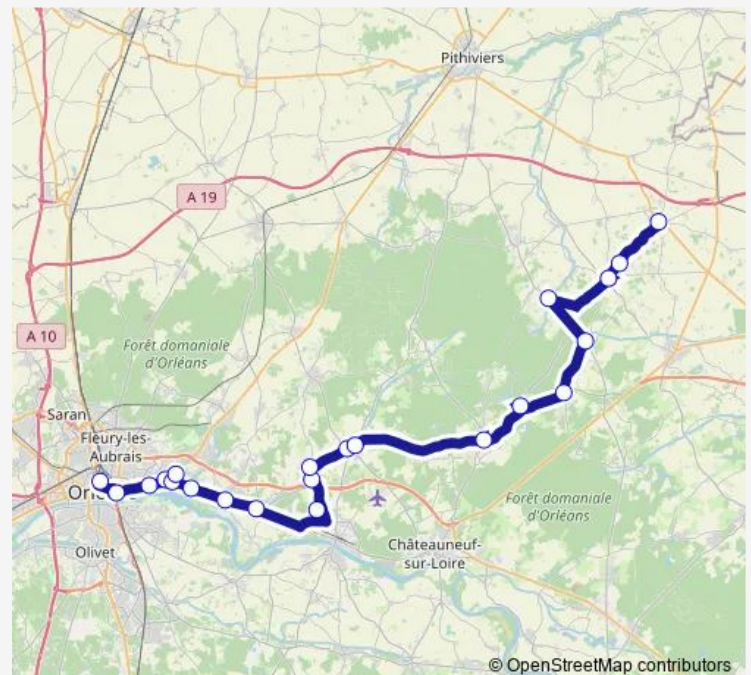 Pithiviers
A 19
A 10
Forêt domaniale
d'Orléans
Saran
Fleury-les-
Aubrais
Olivet
Forêt domaniale
d'Orléans
Châteauneuf-
sur-Loire
© OpenStreetMap contributors